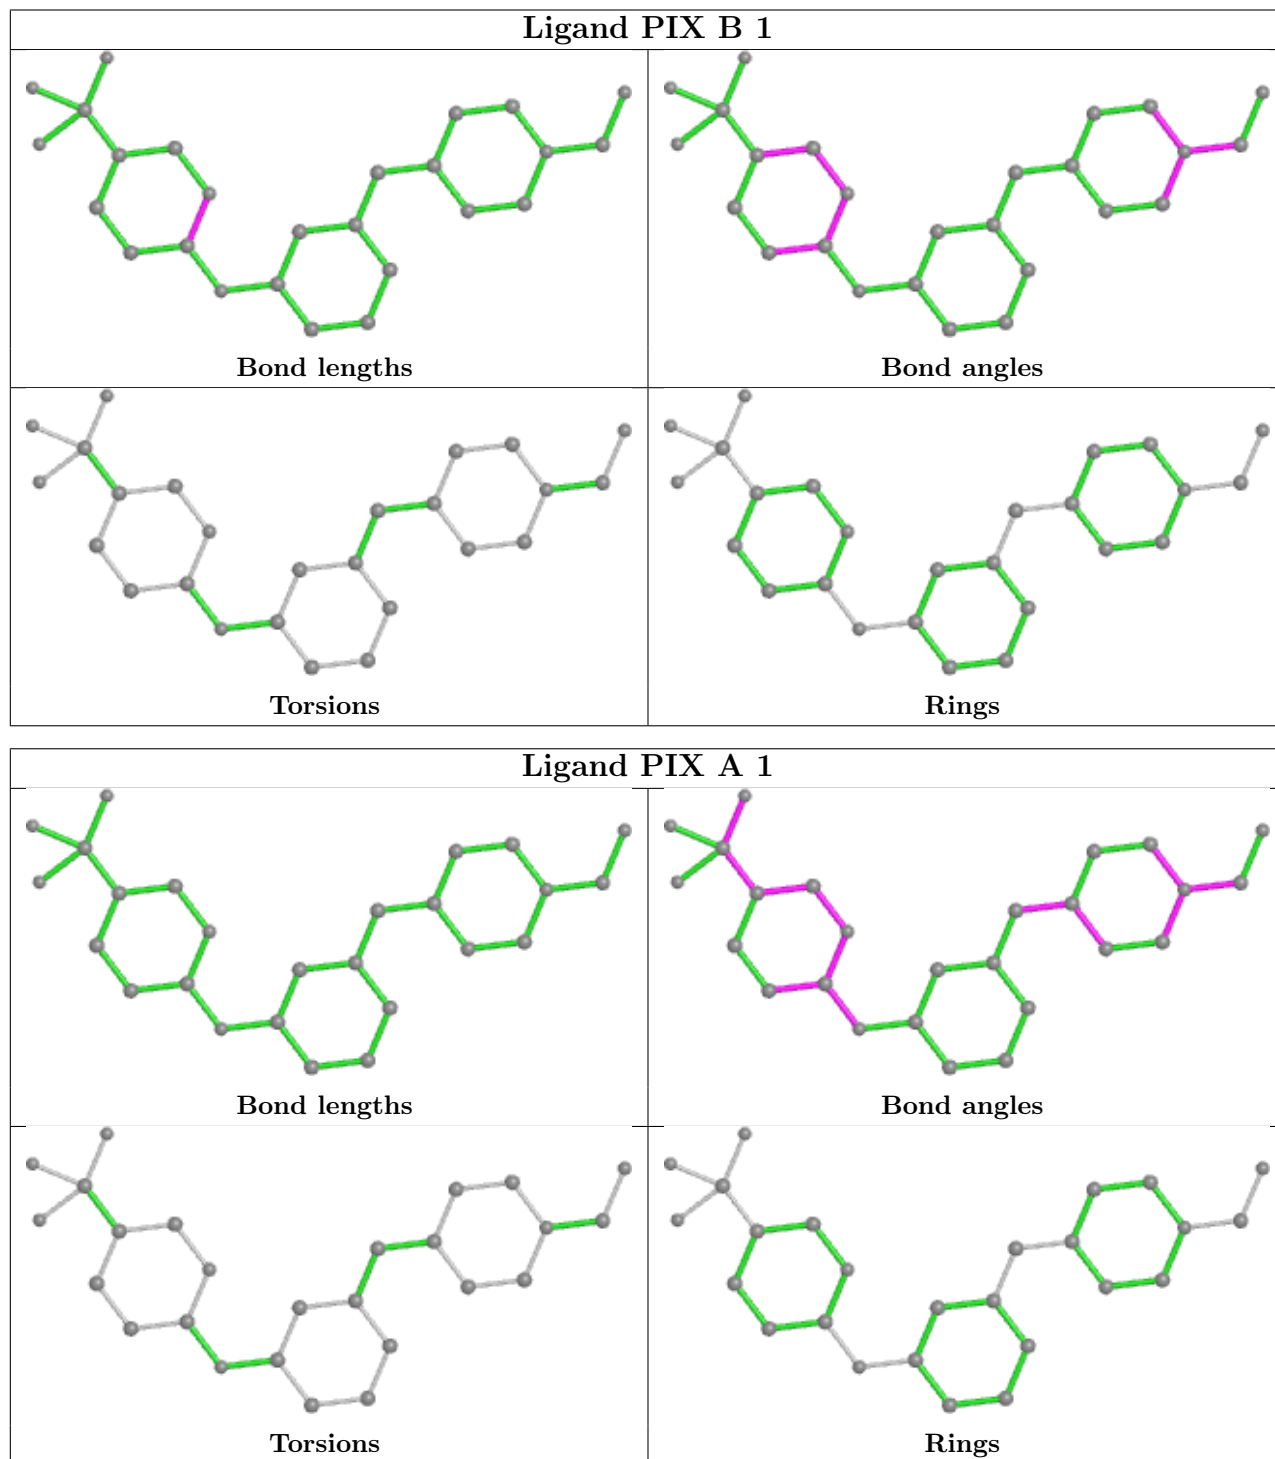 Ligand PIX B 1
Bond lengths
Bond angles
Torsions
Rings
Ligand PIX A 1
Bond lengths
Bond angles
Torsions
Rings